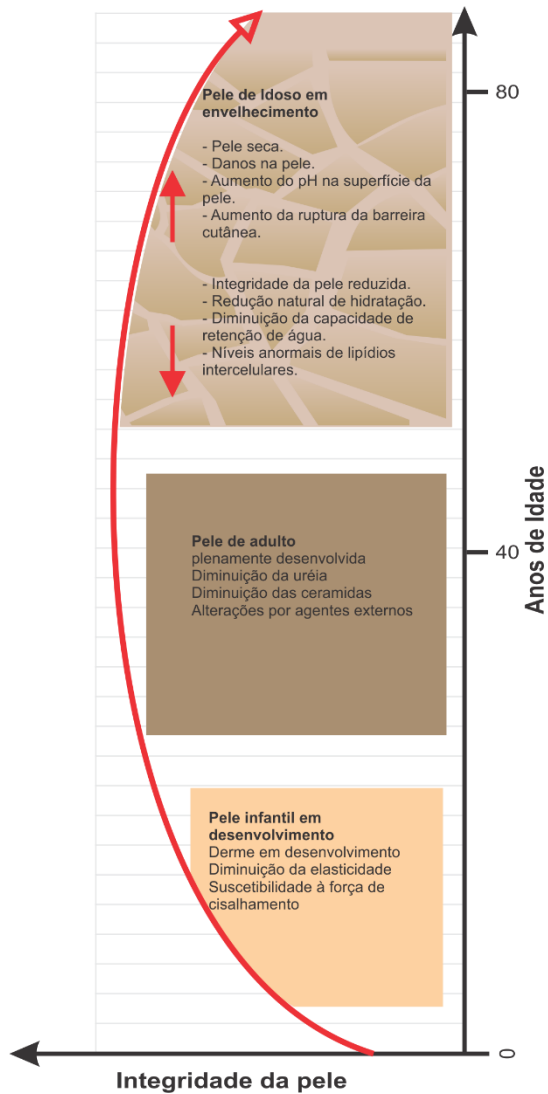 Pele de Idoso em
envelhecimento
- Pele seca.
- Danos na pele.
- Aumento do pH na superfície da
pele.
- Aumento da ruptura da barreira
cutânea.
- Integridade da pele reduzida.
- Redução natural de hidratação.
- Diminuição da capacidade de
retenção de água.
- Níveis anormais de lipídios
intercelulares.
80
Pele de adulto
plenamente desenvolvida
Diminuição da uréia
Diminuição das ceramidas
Alterações por agentes externos
40
Anos de Idade
Pele infantil em
desenvolvimento
Derme em desenvolvimento
Diminuição da elasticidade
Suscetibilidade à força de
cisalhamento
0
Integridade da pele